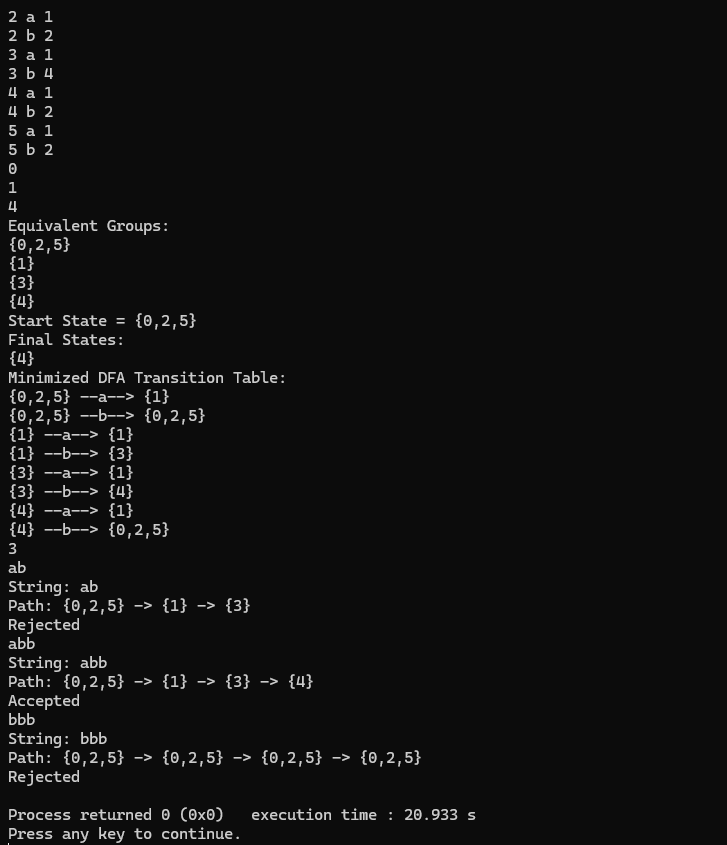 2 a 1
2 b 2
3 a 1
3 b 4
4 a 1
4 b 2
5 a 1
5 b 2
0
1
4
Equivalent Groups:
{0,2,5}
{1}
{3}
{4}
Start State = {0,2,5}
Final States:
{4}
Minimized DFA Transition Table:
{0,2,5} --a--> {1}
{0,2,5} --b--> {0,2,5}
{1} --a--> {1}
{1} --b--> {3}
{3} --a--> {1}
{3} --b--> {4}
{4} --a--> {1}
{4} --b--> {0,2,5}
3
ab
String: ab
Path: {0,2,5} -> {1} -> {3}
Rejected
abb
String: abb
Path: {0,2,5} -> {1} -> {3} -> {4}
Accepted
bbb
String: bbb
Path: {0,2,5} -> {0,2,5} -> {0,2,5} -> {0,2,5}
Rejected

Process returned 0 (0x0)   execution time : 20.933 s
Press any key to continue.